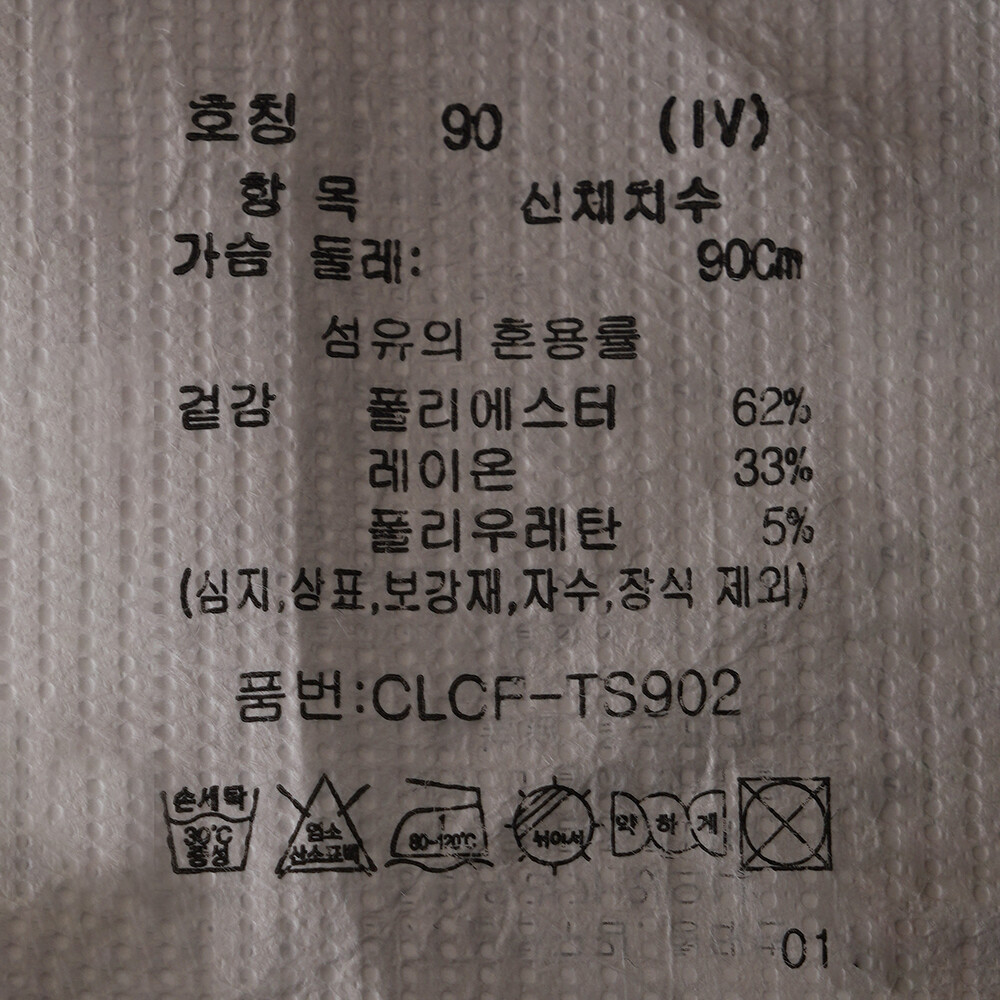 호칭 90 (IV)
항 목 신체치수
가슴 둘레: 90Cm
섬유의 혼용률
겉감 폴리에스터 62%
레이온 33%
폴리우레탄 5%
(심지,상표,보강재,자수,장식 제외)
품번:CLCF-TS902
손세탁 30℃ 중성
염소 산소표백
80~120℃
뉘어서
약 하 게
01